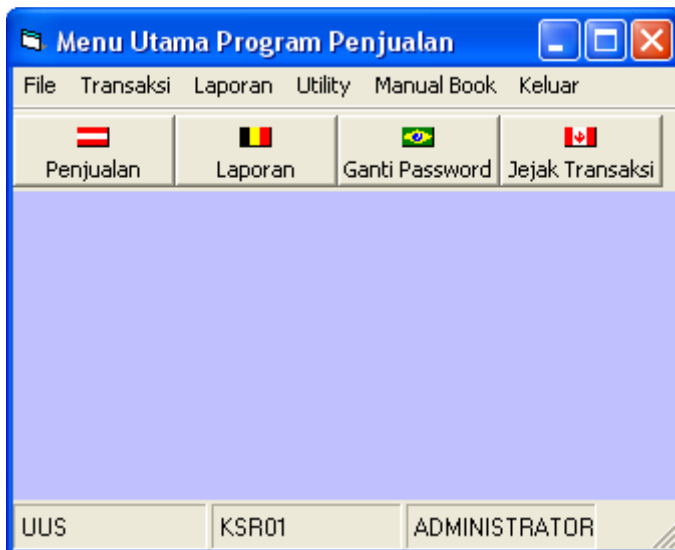 Menu Utama Program Penjualan
File Transaksi Laporan Utility Manual Book Keluar
Penjualan Laporan Ganti Password Jejak Transaksi
UUS KSR01 ADMINISTRATOR